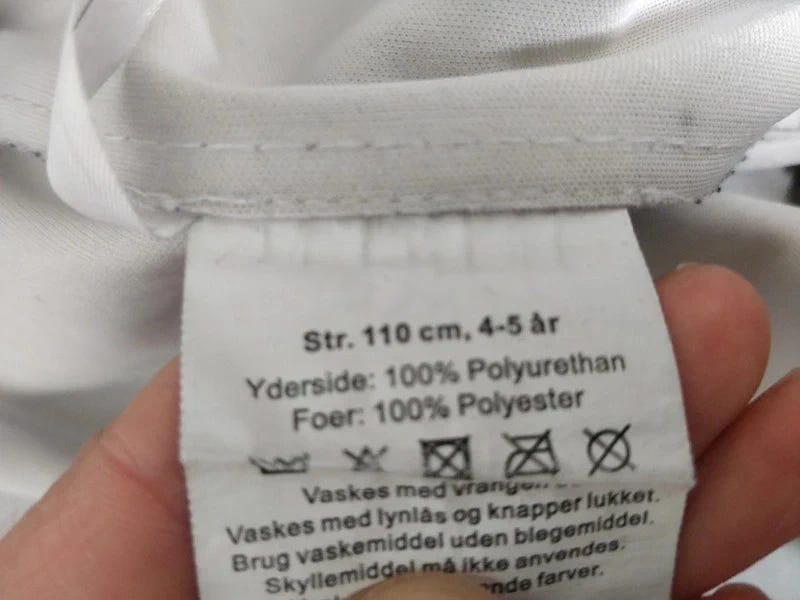 Str. 110 cm, 4-5 år
Yderside: 100% Polyurethan
Foer: 100% Polyester
Vaskes med
Vaskes med lynlås og knapper lukket.
Brug vaskemiddel uden blegemiddel.
Skyllemiddel må ikke anvendes.
farver.